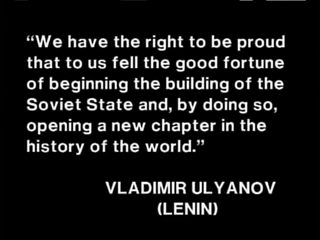 “We have the right to be proud
that to us fell the good fortune
of beginning the building of the
Soviet State and, by doing so,
opening a new chapter in the
history of the world.”
VLADIMIR ULYANOV
(LENIN)